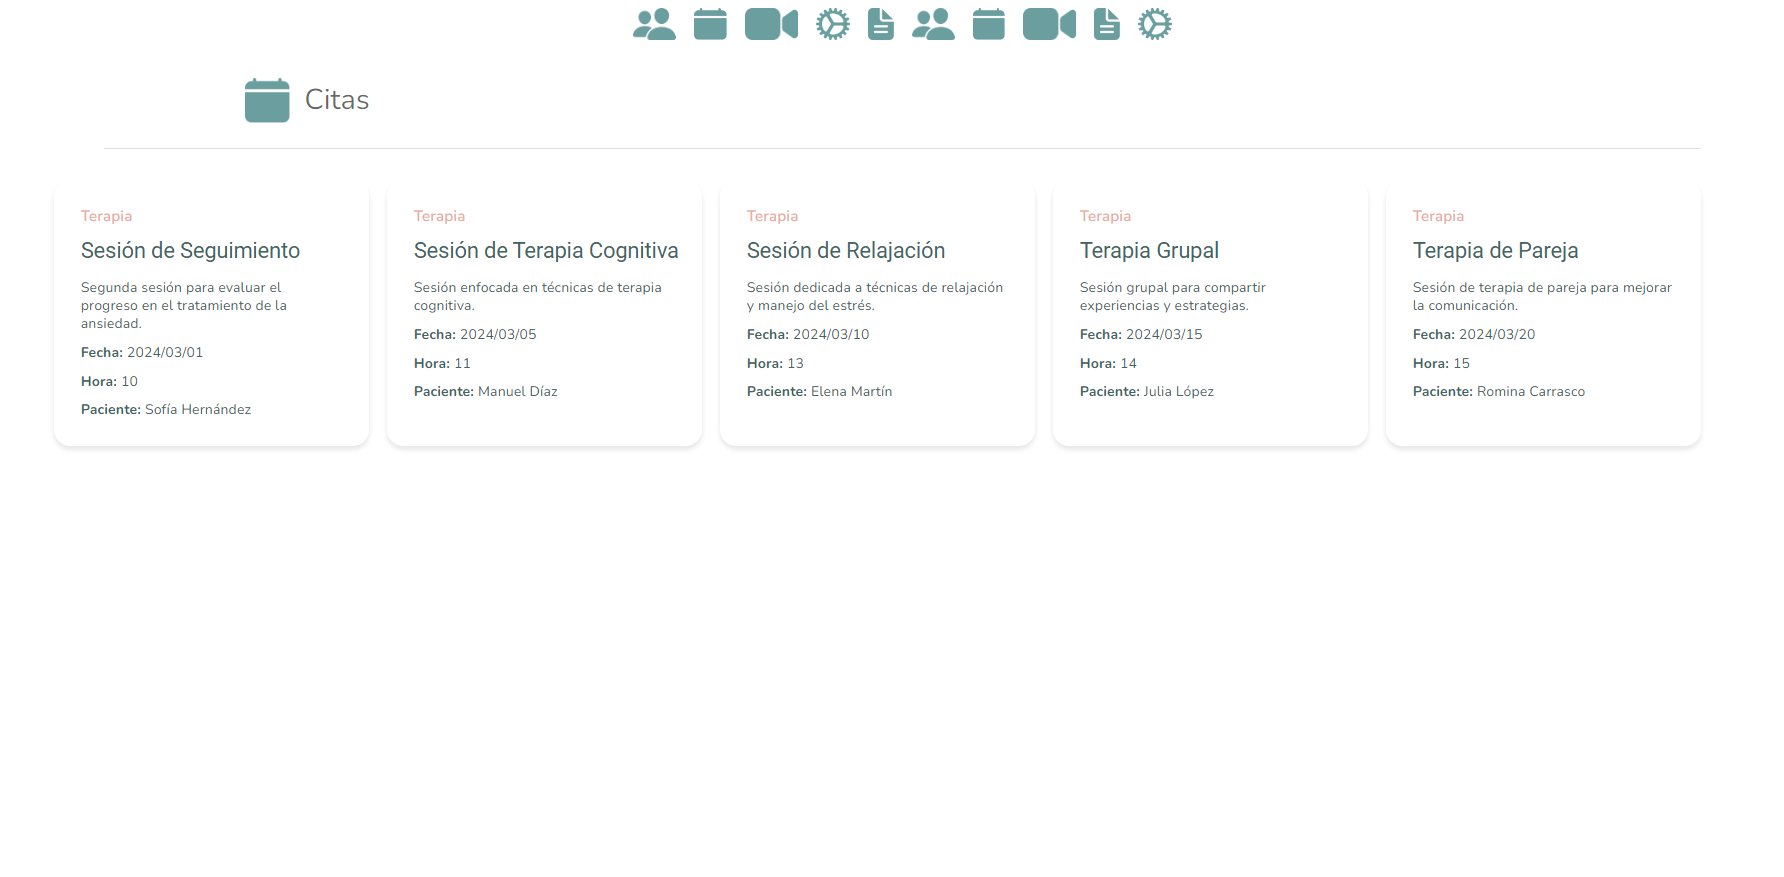 Citas
Terapia
Sesión de Seguimiento
Segunda sesión para evaluar el
progreso en el tratamiento de la
ansiedad.
Fecha: 2024/03/01
Hora: 10
Paciente: Sofía Hernández
Terapia
Sesión de Terapia Cognitiva
Sesión enfocada en técnicas de terapia
cognitiva.
Fecha: 2024/03/05
Hora: 11
Paciente: Manuel Díaz
Terapia
Sesión de Relajación
Sesión dedicada a técnicas de relajación
y manejo del estrés.
Fecha: 2024/03/10
Hora: 13
Paciente: Elena Martín
Terapia
Terapia Grupal
Sesión grupal para compartir
experiencias y estrategias.
Fecha: 2024/03/15
Hora: 14
Paciente: Julia López
Terapia
Terapia de Pareja
Sesión de terapia de pareja para mejorar
la comunicación.
Fecha: 2024/03/20
Hora: 15
Paciente: Romina Carrasco